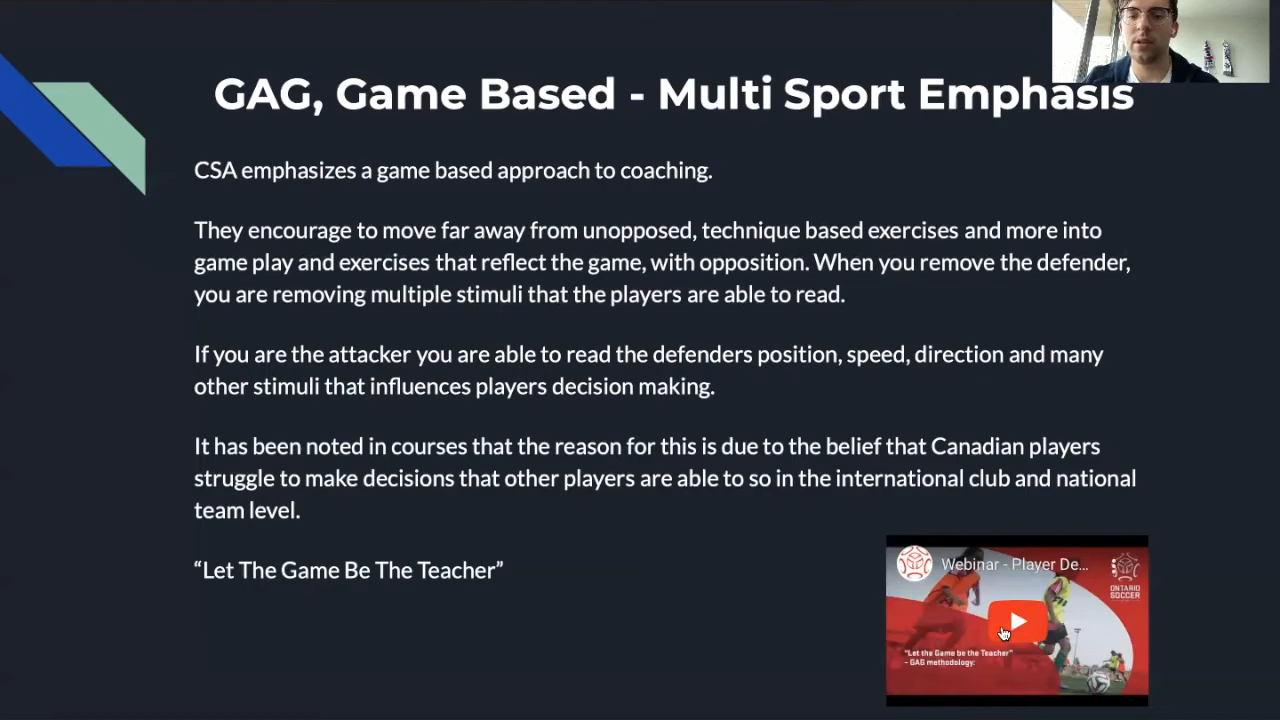 GAG, Game Based - Multi Sport Emphasis
CSA emphasizes a game based approach to coaching.
They encourage to move far away from unopposed, technique based exercises and more into
game play and exercises that reflect the game, with opposition. When you remove the defender,
you are removing multiple stimuli that the players are able to read.
If you are the attacker you are able to read the defenders position, speed, direction and many
other stimuli that influences players decision making.
It has been noted in courses that the reason for this is due to the belief that Canadian players
struggle to make decisions that other players are able to so in the international club and national
team level.
“Let The Game Be The Teacher”
Webinar - Player De...
ONTARIO
SOCCER
"Let the Game be the Teacher"
- GAG methodology: